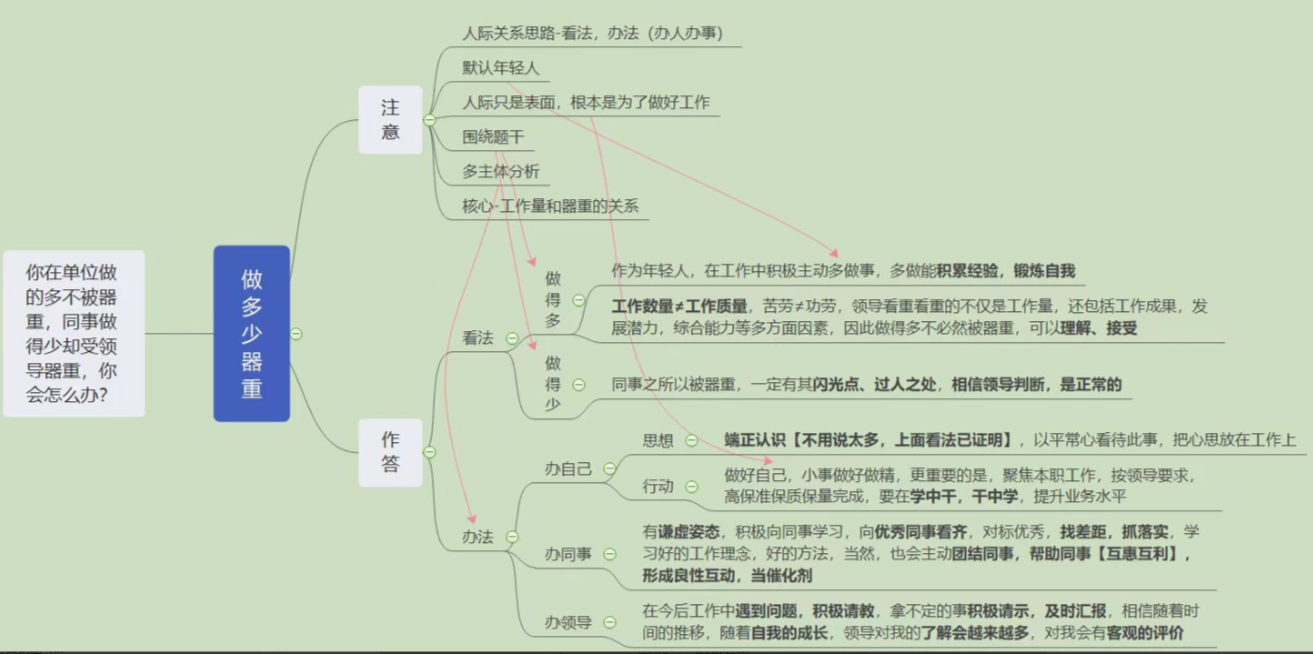 你在单位做
的多不被器
重，同事做
得少却受领
导器重，你
会怎么办?
做
多
少
器
重
注
意
人际关系思路-看法，办法（办人办事）
默认年轻人
人际只是表面，根本是为了做好工作
围绕题干
多主体分析
核心-工作量和器重的关系
作
答
看法
做
得
多
作为年轻人，在工作中积极主动多做事，多做能积累经验，锻炼自我
工作数量≠工作质量，苦劳≠功劳，领导看重看重的不仅是工作量，还包括工作成果，发
展潜力，综合能力等多方面因素，因此做得多不必然被器重，可以理解、接受
做
得
少
同事之所以被器重，一定有其闪光点、过人之处，相信领导判断，是正常的
办法
办自己
思想
端正认识【不用说太多，上面看法已证明】，以平常心看待此事，把心思放在工作上
行动
做好自己，小事做好做精，更重要的是，聚焦本职工作，按领导要求，
高保准保质保量完成，要在学中干，干中学，提升业务水平
办同事
有谦虚姿态，积极向同事学习，向优秀同事看齐，对标优秀，找差距，抓落实，学
习好的工作理念，好的方法，当然，也会主动团结同事，帮助同事【互惠互利】，
形成良性互动，当催化剂
办领导
在今后工作中遇到问题，积极请教，拿不定的事积极请示，及时汇报，相信随着时
间的推移，随着自我的成长，领导对我的了解会越来越多，对我会有客观的评价